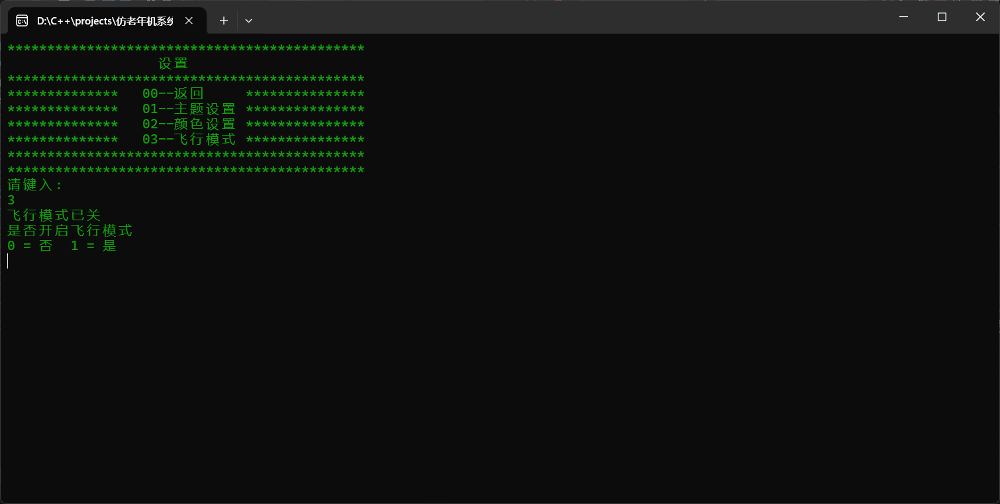 D:\C++\projects\仿老年机系
*********************************************
设置
*********************************************
************** 00--返回 ***************
************** 01--主题设置 ***************
************** 02--颜色设置 ***************
************** 03--飞行模式 ***************
*********************************************
*********************************************
请键入:
3
飞行模式已关
是否开启飞行模式
0 = 否 1 = 是